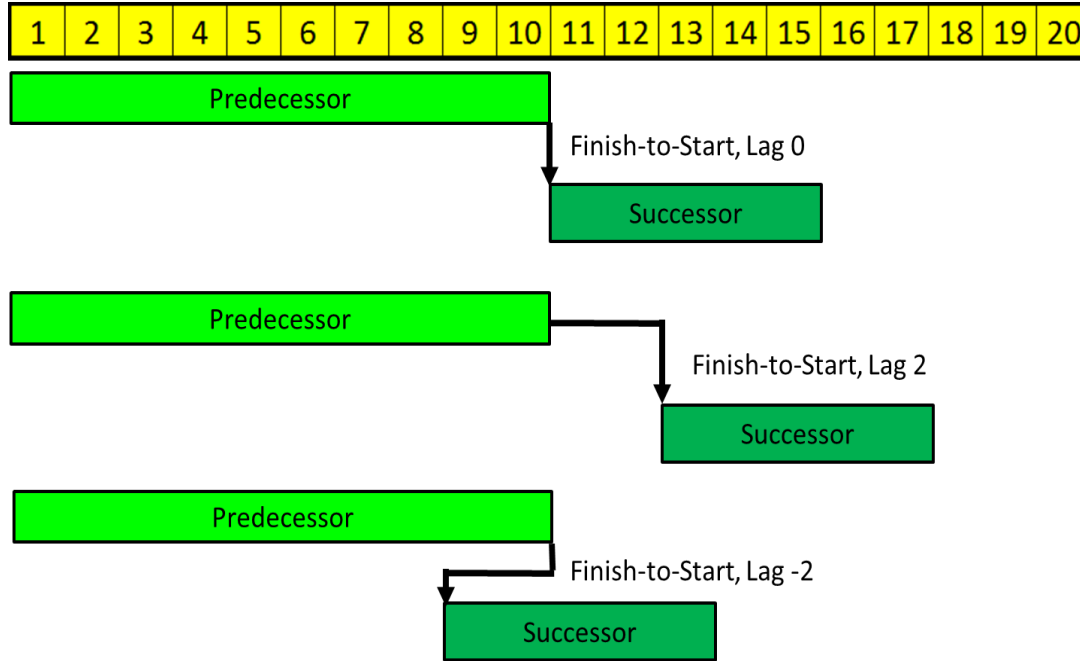 1 2 3 4 5 6 7 8 9 10 11 12 13 14 15 16 17 18 19 20
Predecessor
Finish-to-Start, Lag 0
Successor
Predecessor
Finish-to-Start, Lag 2
Successor
Predecessor
Finish-to-Start, Lag -2
Successor